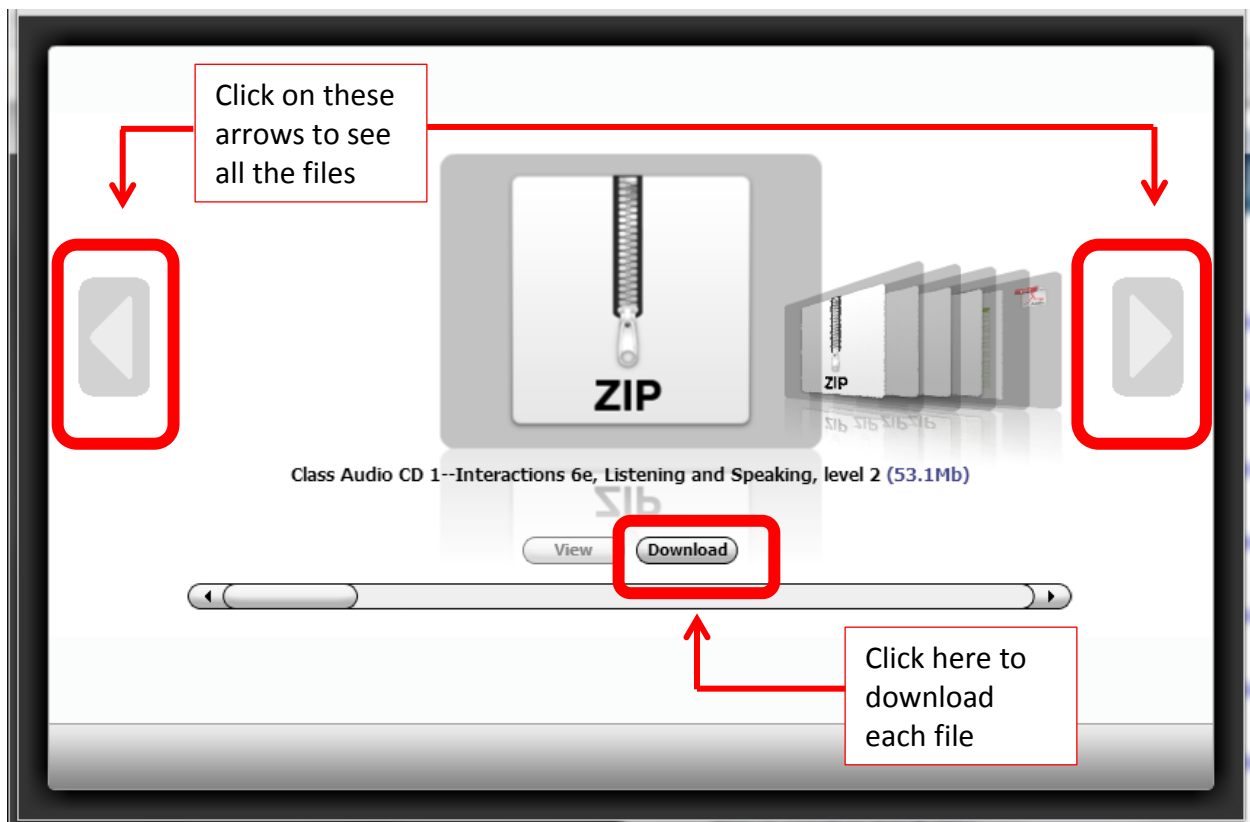 Click on these
arrows to see
all the files
ZIP
ZIP
Class Audio CD 1--Interactions 6e, Listening and Speaking, level 2 (53.1Mb)
View
Download
Click here to
download
each file